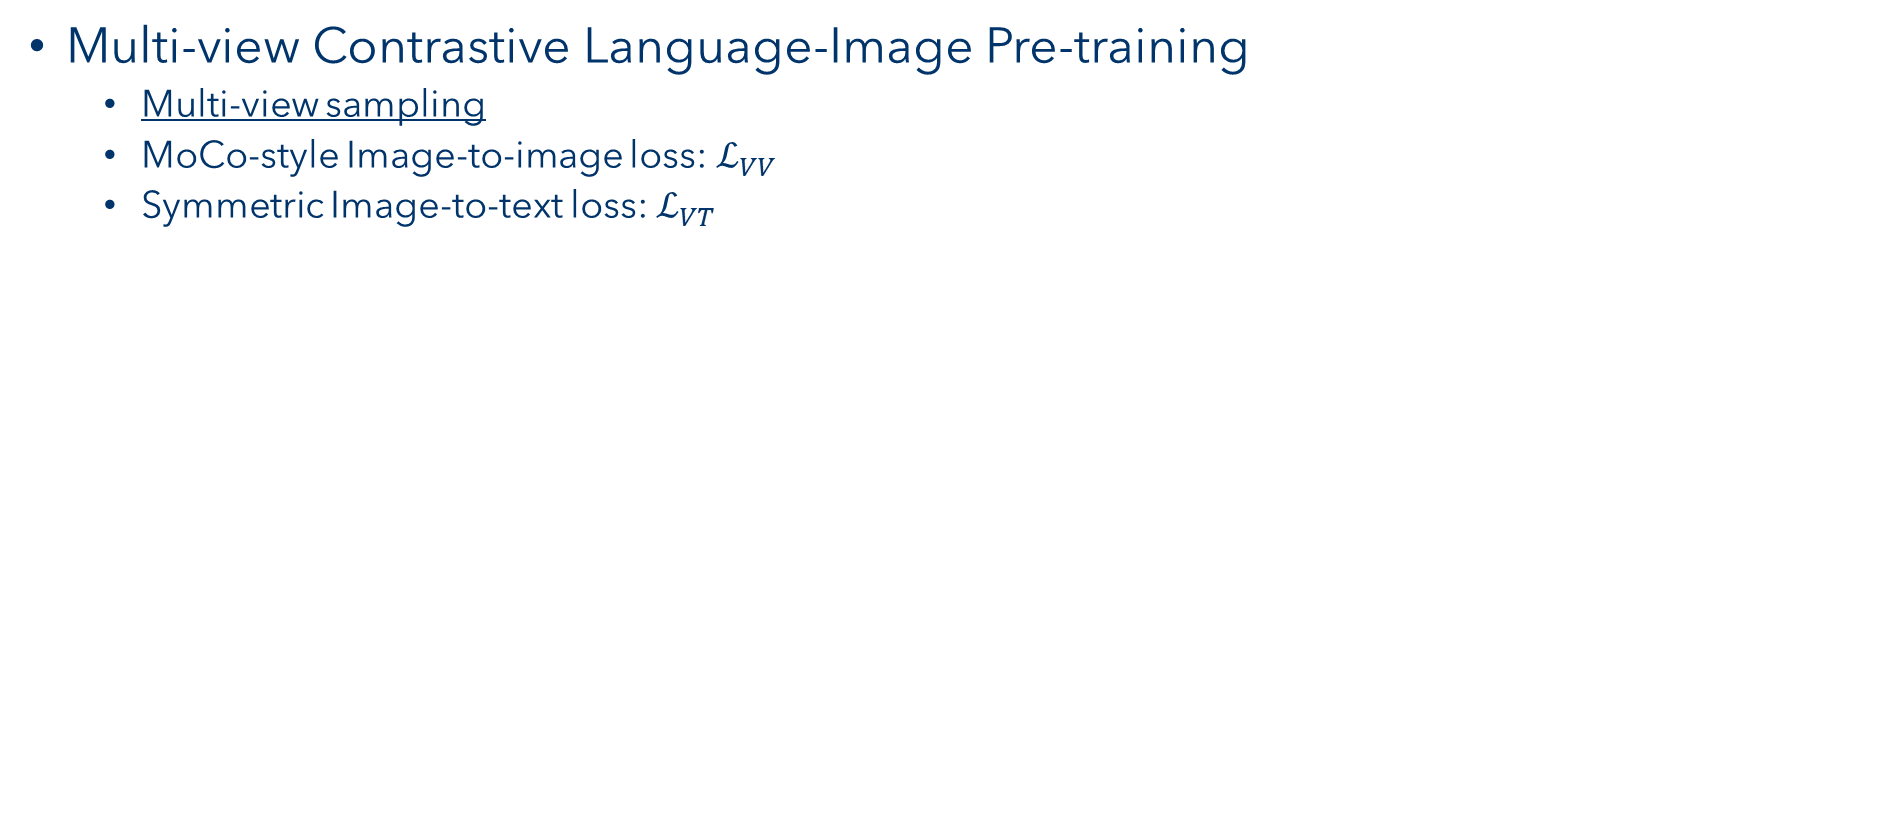 • Multi-view Contrastive Language-Image Pre-training
• Multi-view sampling
• MoCo-style Image-to-image loss: ℒ_VV
• Symmetric Image-to-text loss: ℒ_VT